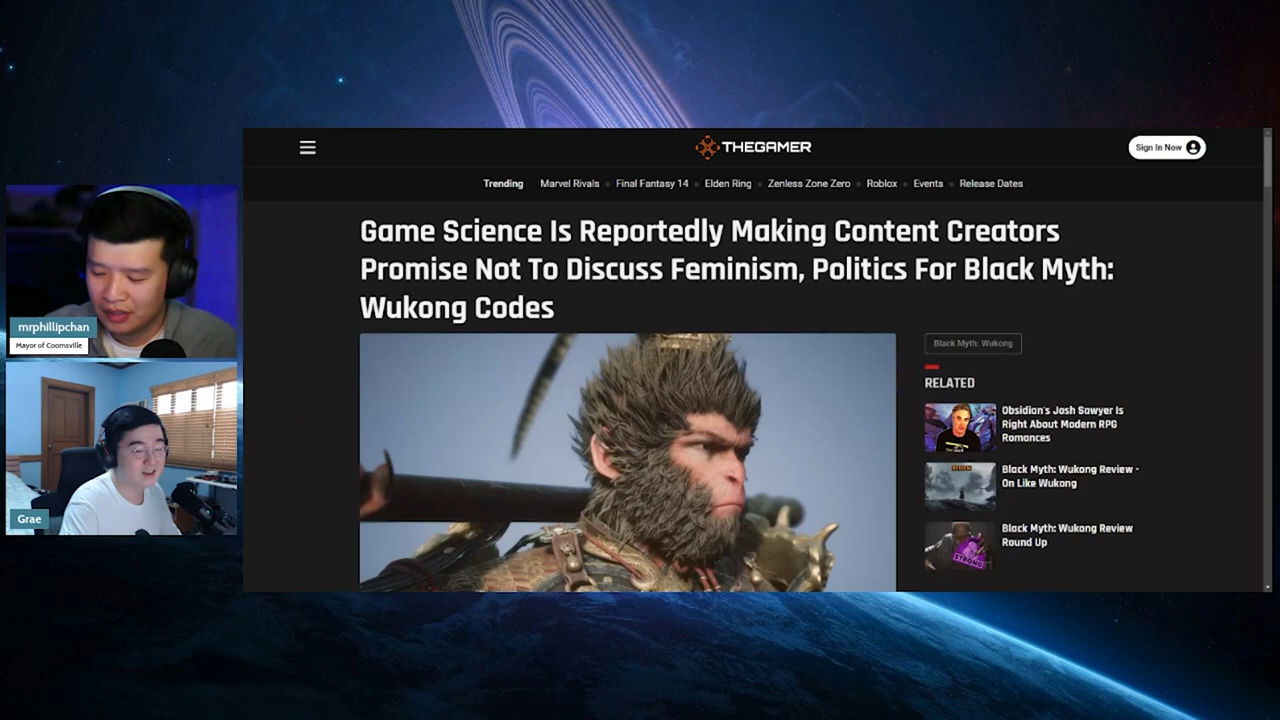 THEGAMER
Sign In Now
Trending
Marvel Rivals
Final Fantasy 14
Elden Ring
Zenless Zone Zero
Roblox
Events
Release Dates
Game Science Is Reportedly Making Content Creators
Promise Not To Discuss Feminism, Politics For Black Myth:
Wukong Codes
Black Myth: Wukong
RELATED
Obsidian's Josh Sawyer Is
Right About Modern RPG
Romances
REVIEW
Black Myth: Wukong Review -
On Like Wukong
STRONG
Black Myth: Wukong Review
Round Up
mrphillipchan
Mayor of Coomsville
Grae